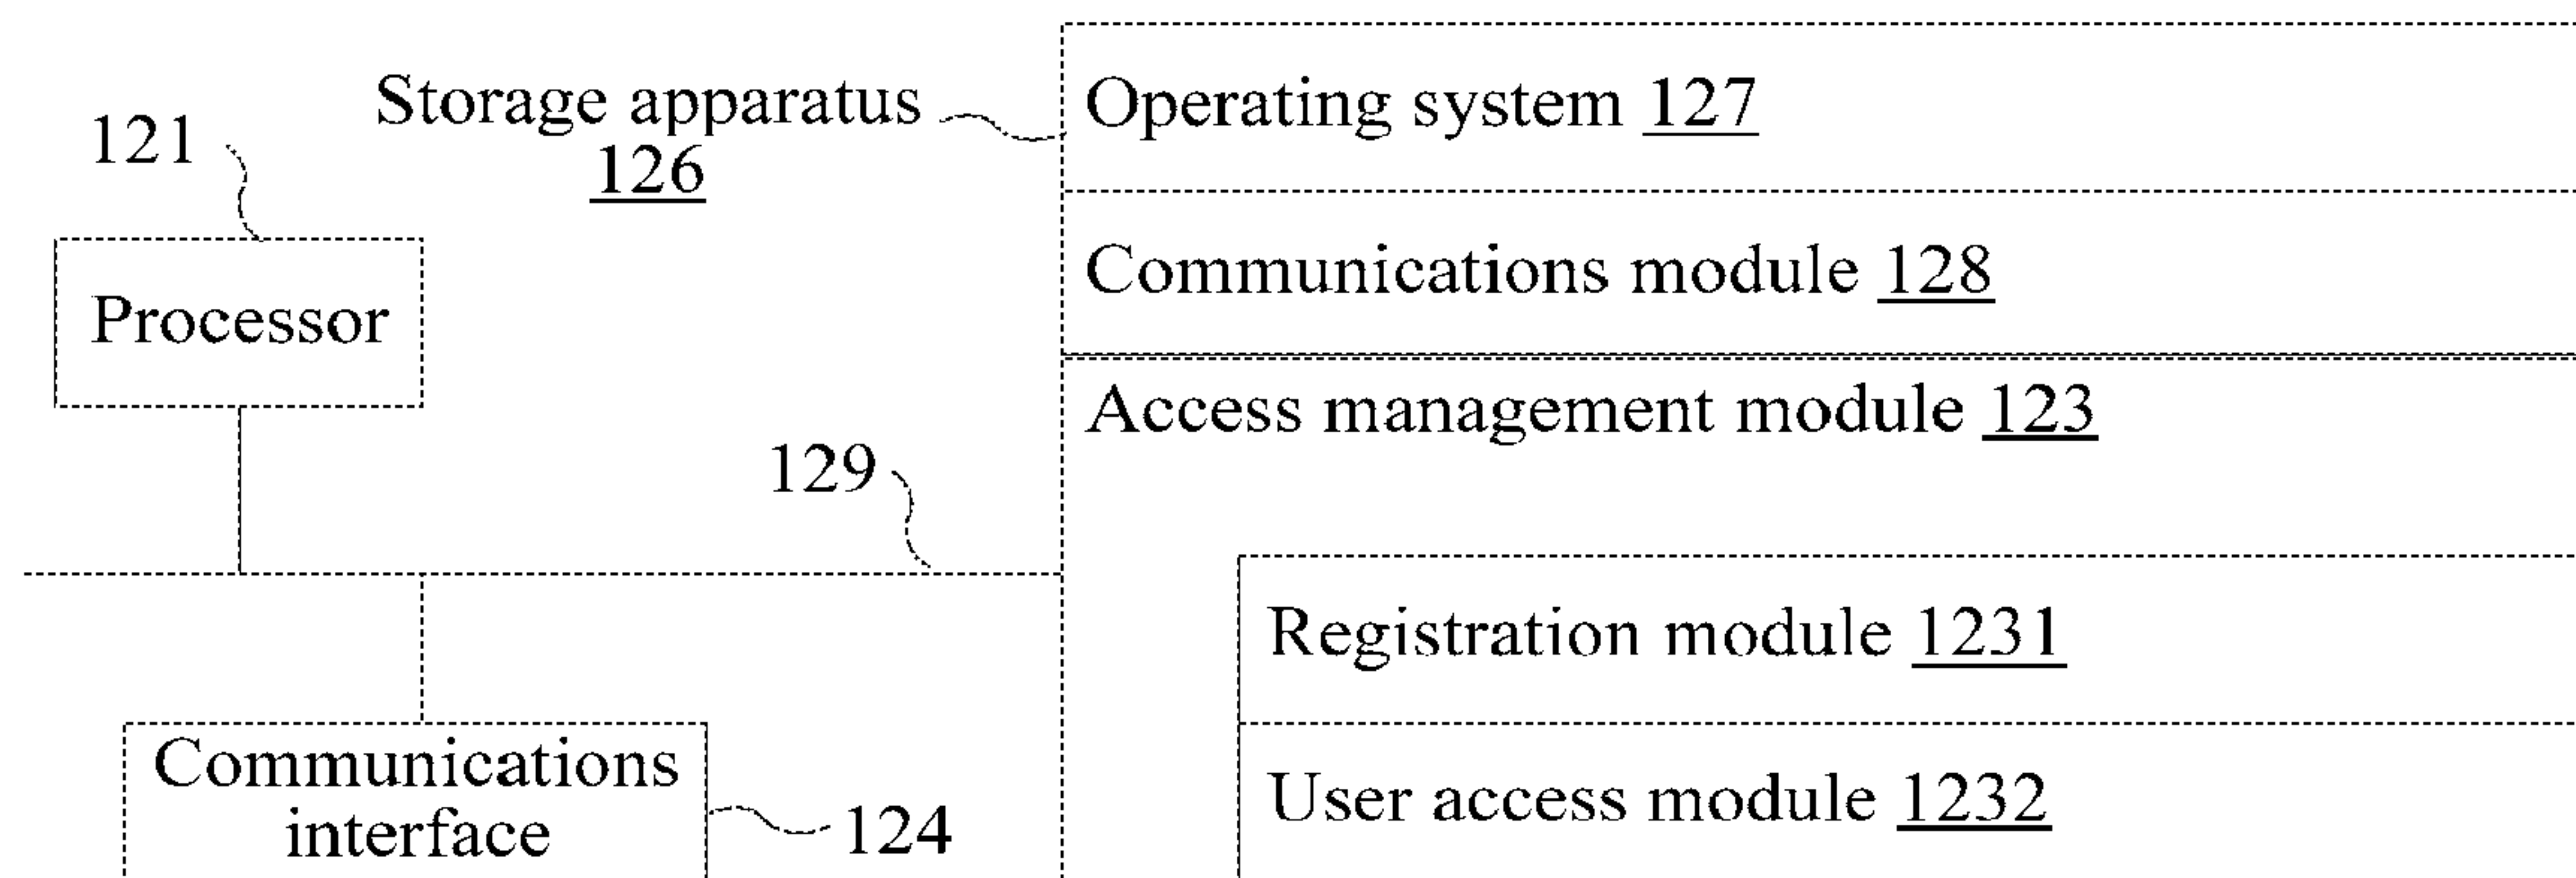 Storage apparatus
126
121
Processor
129
Communications
interface
124
Operating system 127
Communications module 128
Access management module 123
Registration module 1231
User access module 1232